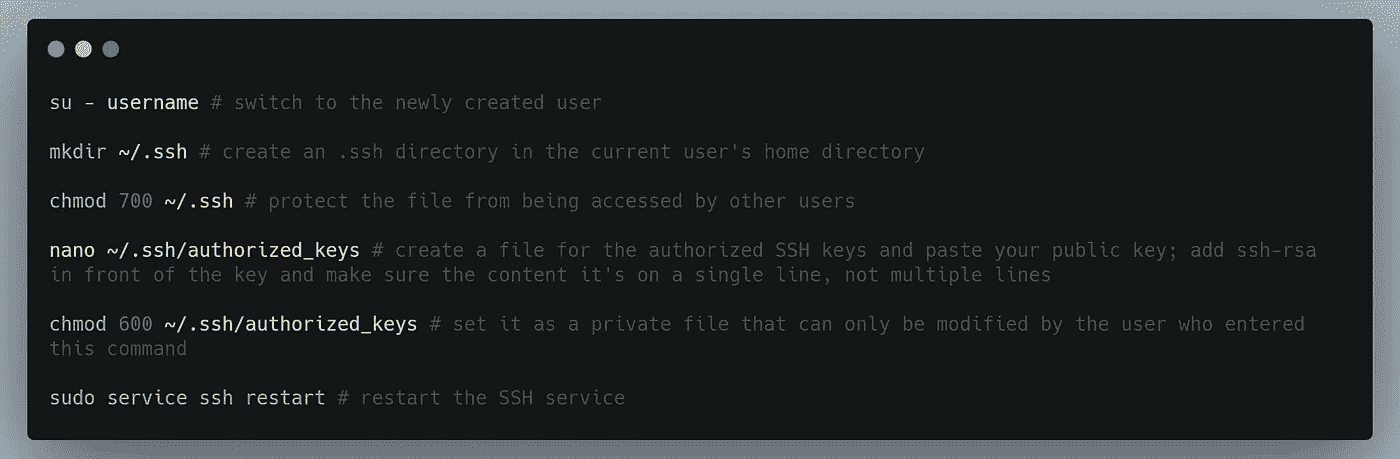 su - username # switch to the newly created user
mkdir ~/.ssh # create an .ssh directory in the current user's home directory
chmod 700 ~/.ssh # protect the file from being accessed by other users
nano ~/.ssh/authorized_keys # create a file for the authorized SSH keys and paste your public key; add ssh-rsa
in front of the key and make sure the content it's on a single line, not multiple lines
chmod 600 ~/.ssh/authorized_keys # set it as a private file that can only be modified by the user who entered
this command
sudo service ssh restart # restart the SSH service